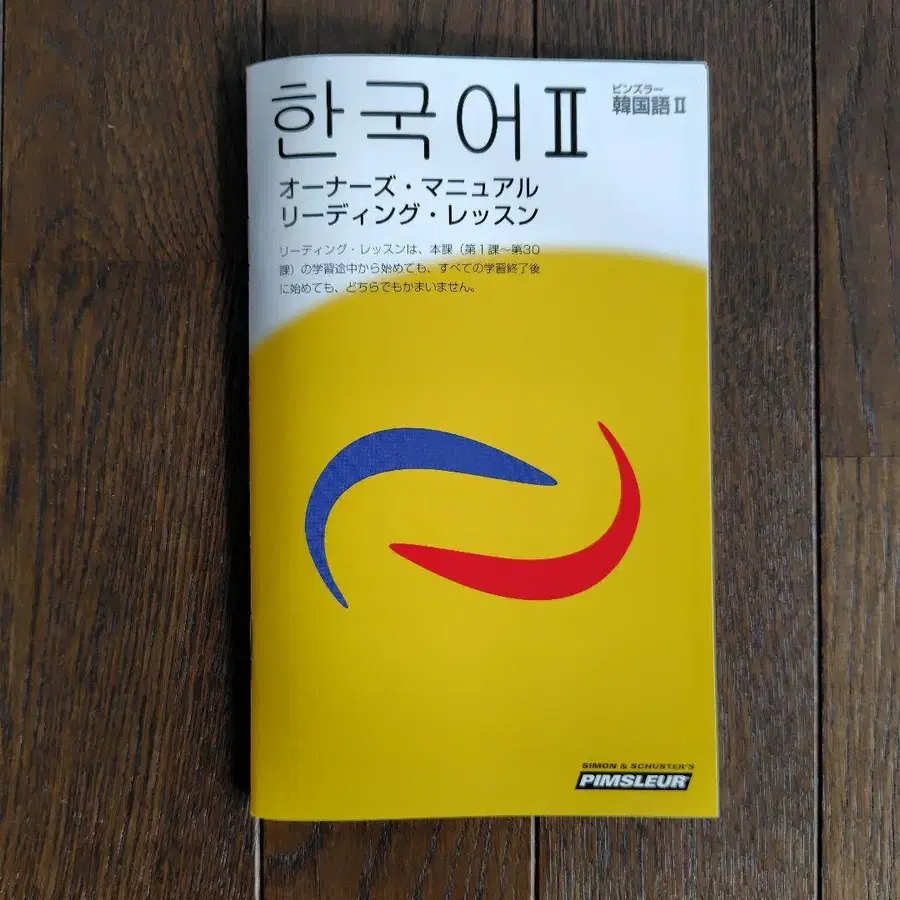 한국어Ⅱ
ピンズラー
韓国語Ⅱ
オーナーズ・マニュアル
リーディング・レッスン
リーディング・レッスンは、本課（第1課〜第30
課）の学習途中から始めても、すべての学習終了後
に始めても、どちらでもかまいません。
SIMON & SCHUSTER'S
PIMSLEUR®